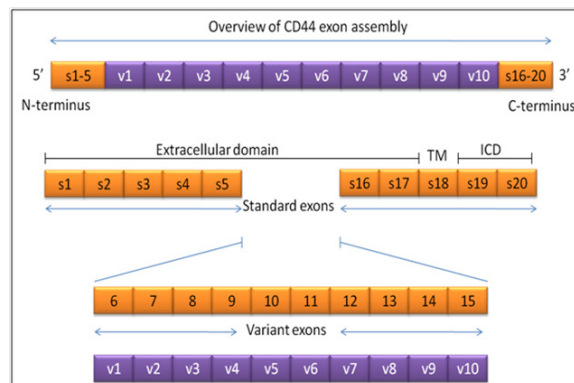 Overview of CD44 exon assembly
5’ s1-5 v1 v2 v3 v4 v5 v6 v7 v8 v9 v10 s16-20 3’
N-terminus C-terminus
Extracellular domain TM ICD
s1 s2 s3 s4 s5 s16 s17 s18 s19 s20
Standard exons
6 7 8 9 10 11 12 13 14 15
Variant exons
v1 v2 v3 v4 v5 v6 v7 v8 v9 v10